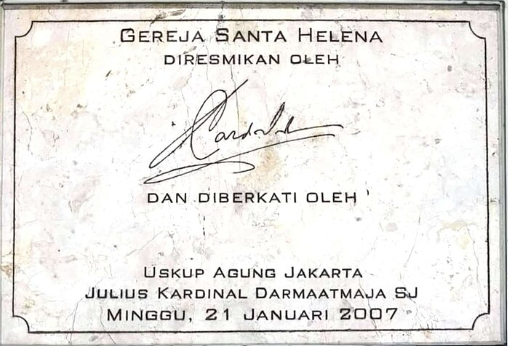 GEREJA SANTA HELENA
DIRESMIKAN OLEH
DAN DIBERKATI OLEH
USKUP AGUNG JAKARTA
JULIUS KARDINAL DARMAATMAJA SJ
MINGGU, 21 JANUARI 2007